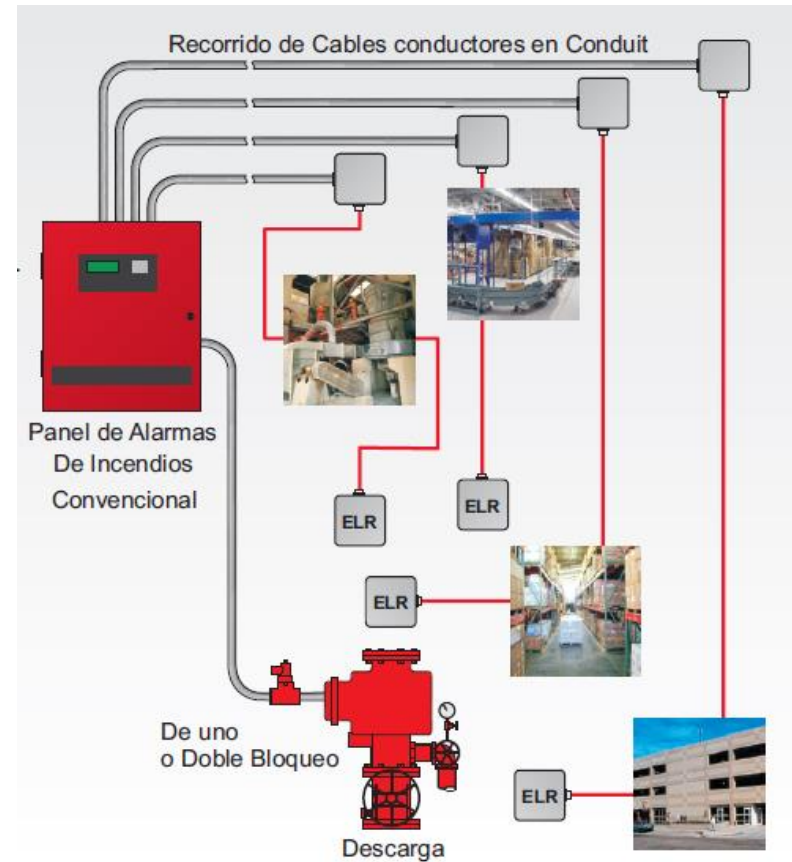 Recorrido de Cables conductores en Conduit
Panel de Alarmas
De Incendios
Convencional
ELR
ELR
ELR
De uno
o Doble Bloqueo
ELR
Descarga